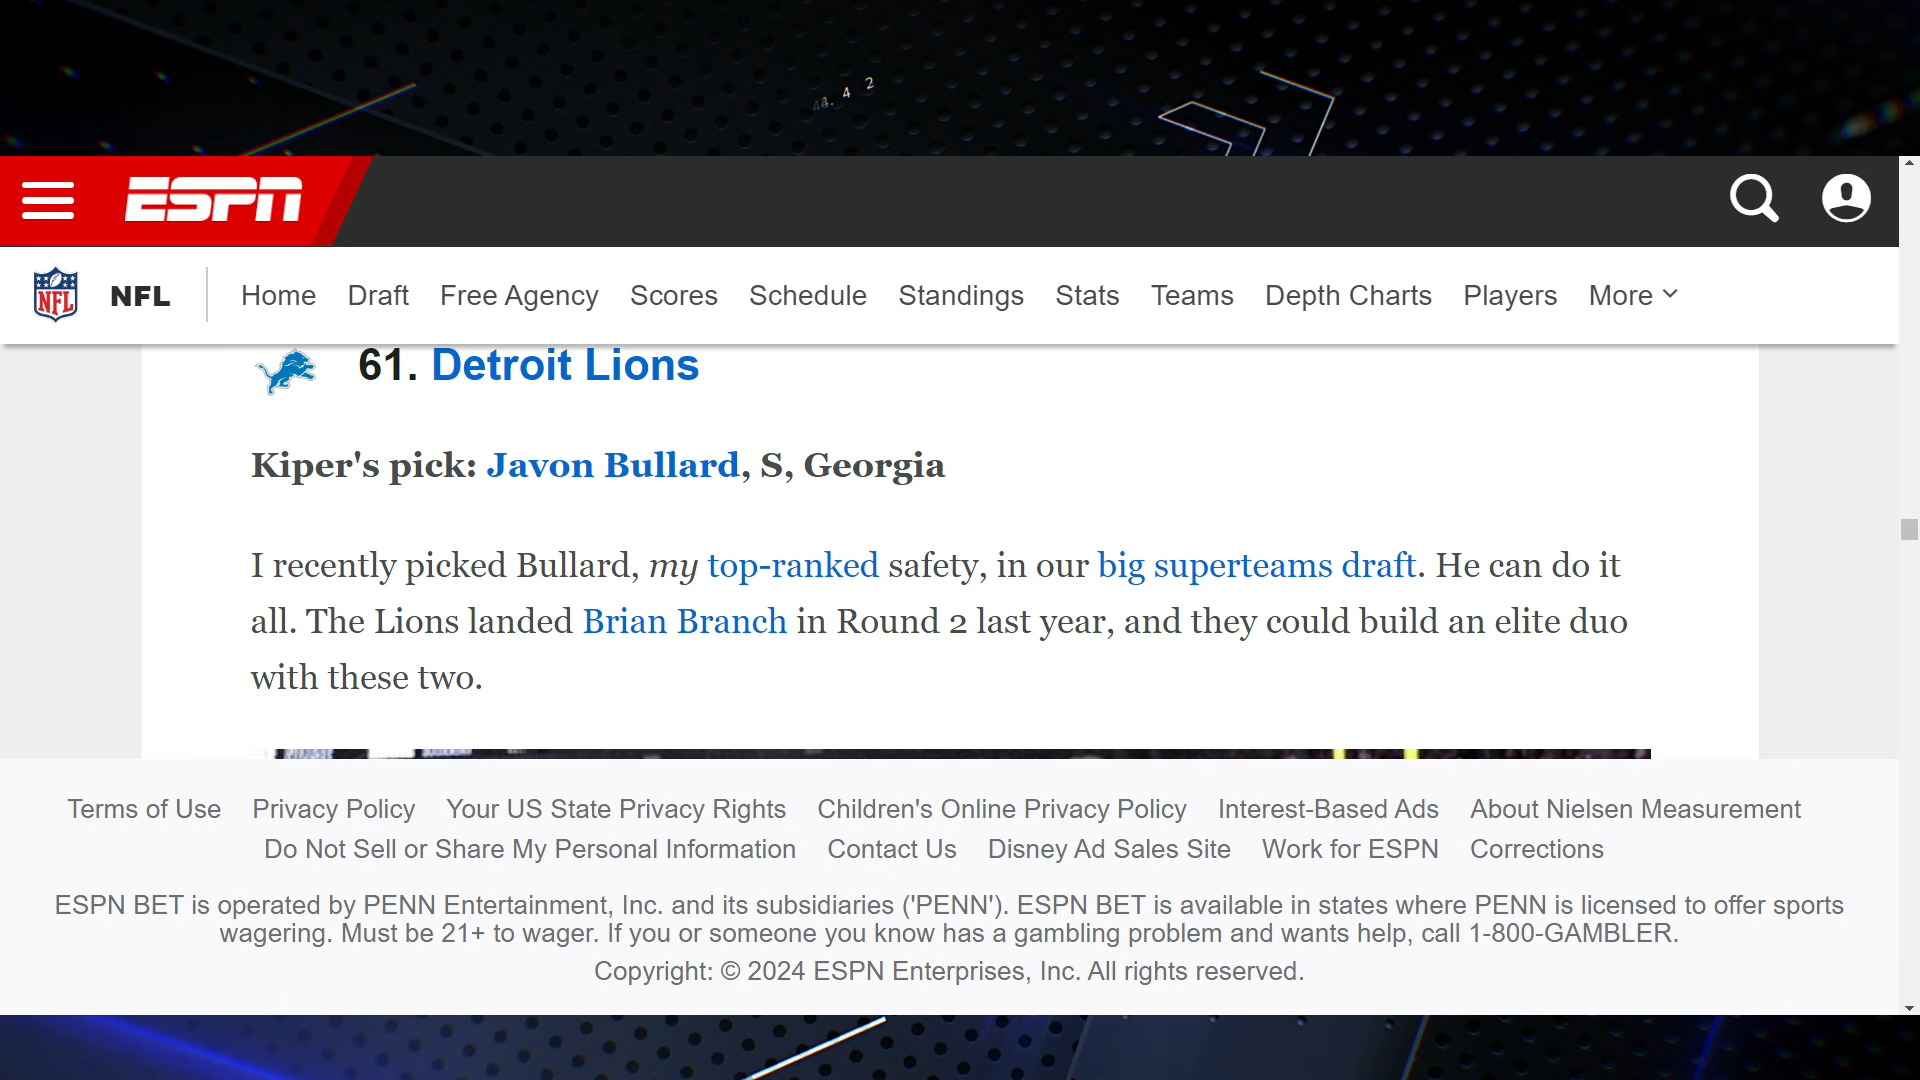 44. 4 2
ESPN
NFL NFL Home Draft Free Agency Scores Schedule Standings Stats Teams Depth Charts Players More
61. Detroit Lions
Kiper's pick: Javon Bullard, S, Georgia
I recently picked Bullard, my top-ranked safety, in our big superteams draft. He can do it
all. The Lions landed Brian Branch in Round 2 last year, and they could build an elite duo
with these two.
Terms of Use Privacy Policy Your US State Privacy Rights Children's Online Privacy Policy Interest-Based Ads About Nielsen Measurement
Do Not Sell or Share My Personal Information Contact Us Disney Ad Sales Site Work for ESPN Corrections
ESPN BET is operated by PENN Entertainment, Inc. and its subsidiaries ('PENN'). ESPN BET is available in states where PENN is licensed to offer sports
wagering. Must be 21+ to wager. If you or someone you know has a gambling problem and wants help, call 1-800-GAMBLER.
Copyright: © 2024 ESPN Enterprises, Inc. All rights reserved.